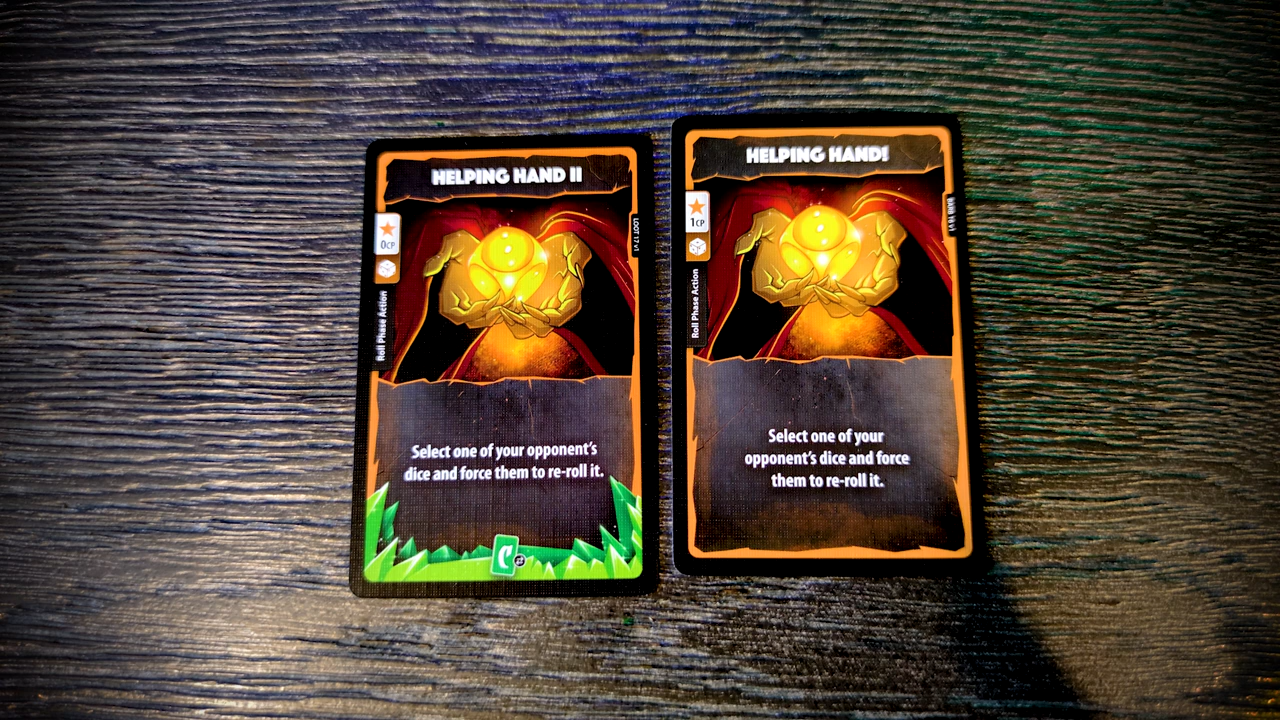 HELPING HAND II
0CP
LOOT 17 V1
Roll Phase Action
Select one of your opponent's
dice and force them to re-roll it.
HELPING HAND!
1CP
Roll Phase Action
Select one of your
opponent's dice and force
them to re-roll it.